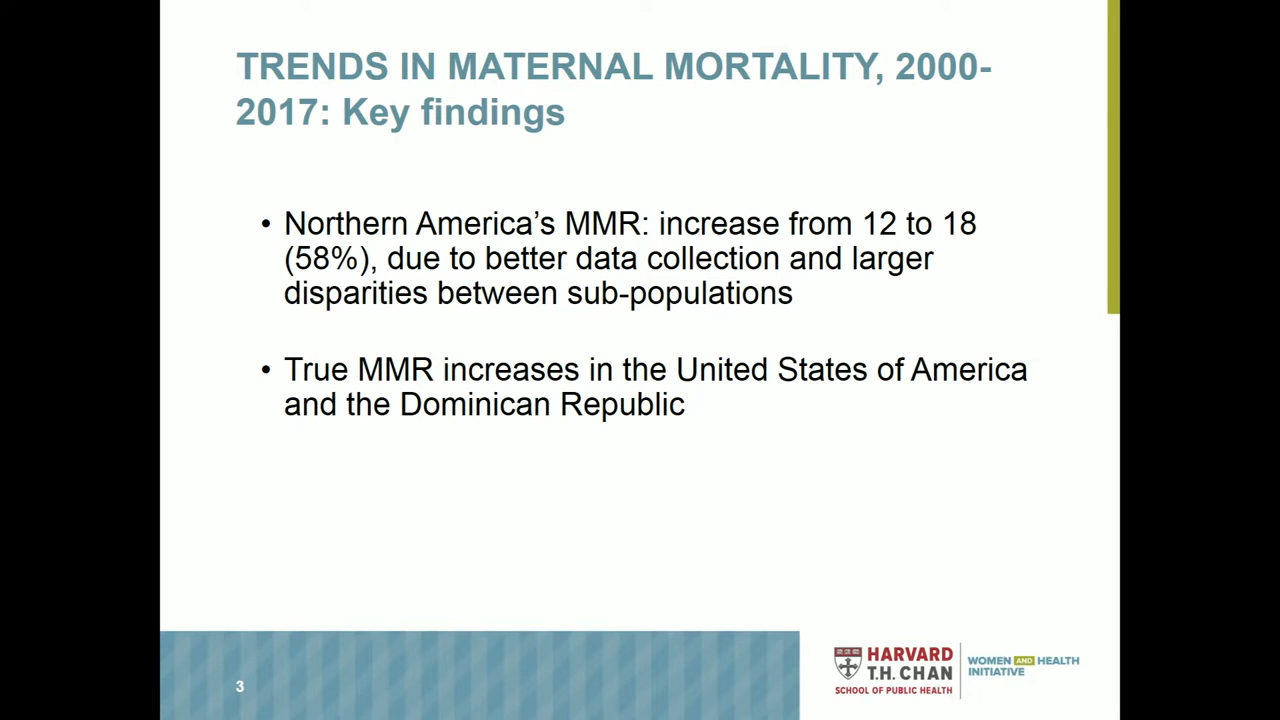 TRENDS IN MATERNAL MORTALITY, 2000-
2017: Key findings
• Northern America’s MMR: increase from 12 to 18
(58%), due to better data collection and larger
disparities between sub-populations
• True MMR increases in the United States of America
and the Dominican Republic
3
HARVARD
T.H. CHAN
SCHOOL OF PUBLIC HEALTH
WOMEN AND HEALTH
INITIATIVE